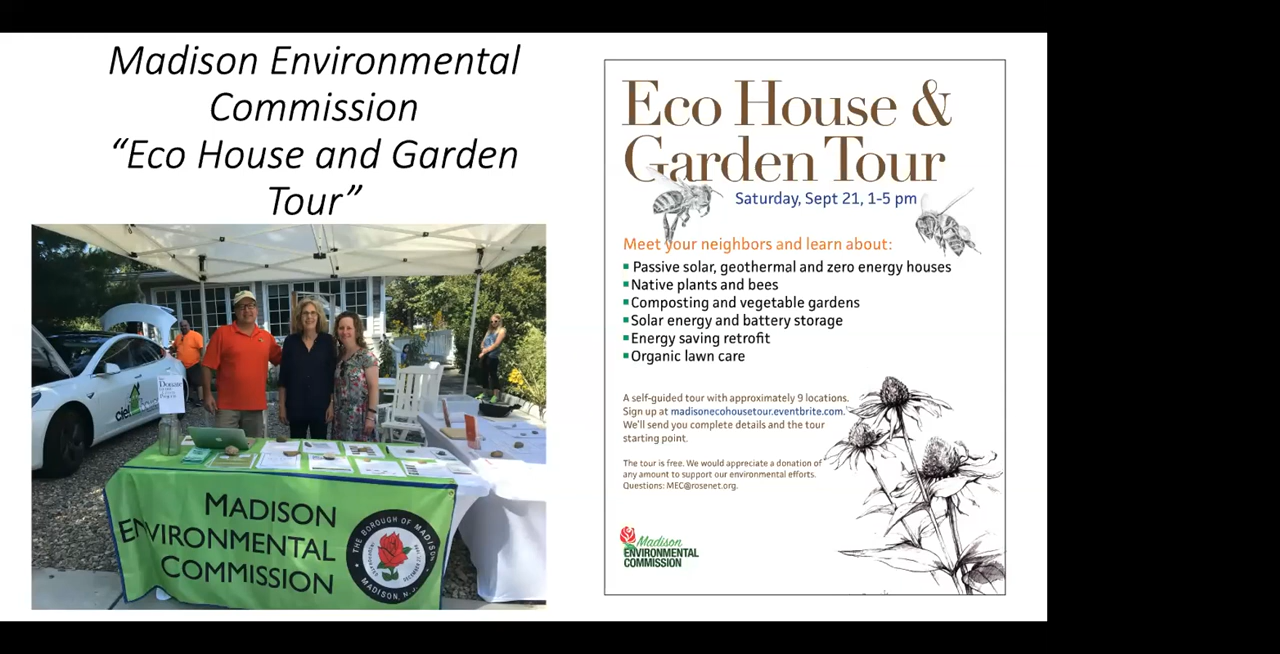 Madison Environmental
Commission
“Eco House and Garden
Tour”
Donate
MADISON
ENVIRONMENTAL
COMMISSION
THE BOROUGH OF MADISON
MADISON, N.J.
Eco House &
Garden Tour
Saturday, Sept 21, 1-5 pm
Meet your neighbors and learn about:
Passive solar, geothermal and zero energy houses
Native plants and bees
Composting and vegetable gardens
Solar energy and battery storage
Energy saving retrofit
Organic lawn care
A self-guided tour with approximately 9 locations.
Sign up at madisonecohousetour.eventbrite.com.
We'll send you complete details and the tour
starting point.
The tour is free. We would appreciate a donation of
any amount to support our environmental efforts.
Questions: MEC@rosenet.org.
Madison
ENVIRONMENTAL
COMMISSION